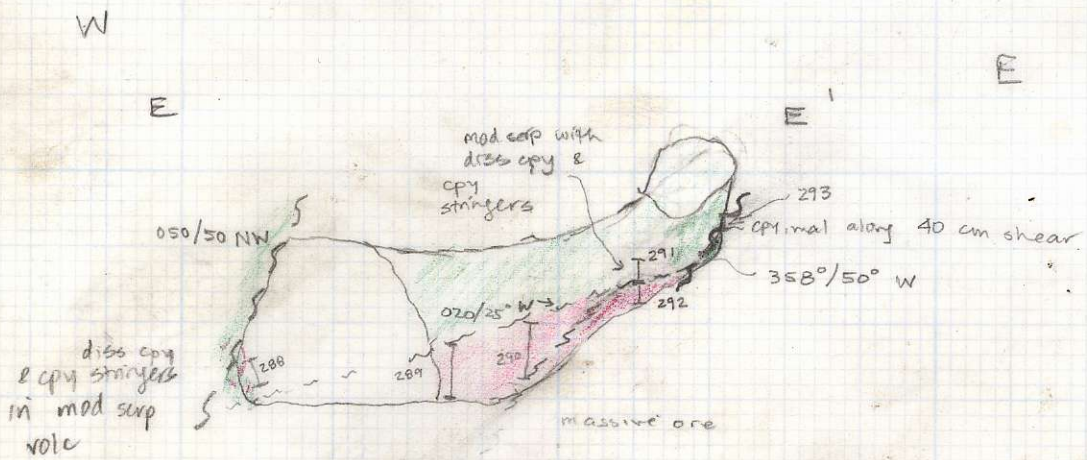 W
E
E
E'
mod serp with
diss cpy &
cpy
stringers
293
cpy, mal along 40 cm shear
050/50 NW
291
358°/50° W
020/25° W
292
diss cpy
& cpy stringers
in mod serp
volc
288
289
290
massive ore